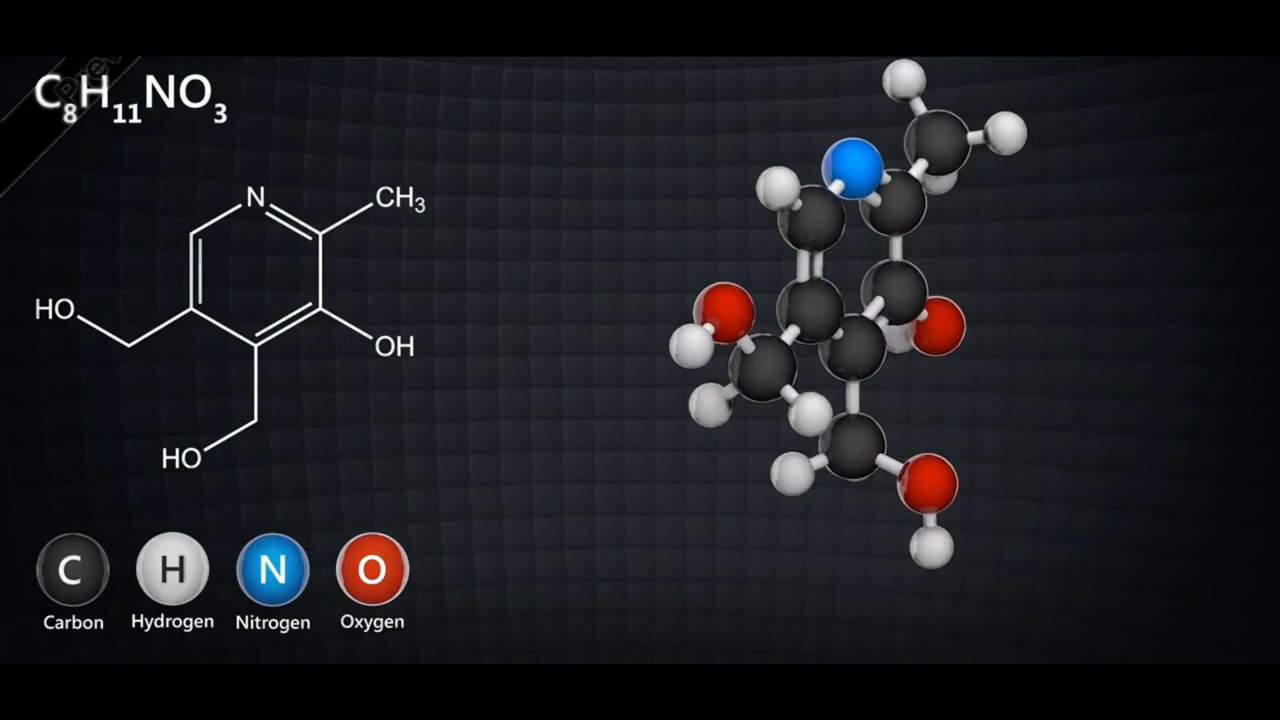 C₈H₁₁NO₃
N
CH₃
HO
OH
HO
C
H
N
O
Carbon
Hydrogen
Nitrogen
Oxygen